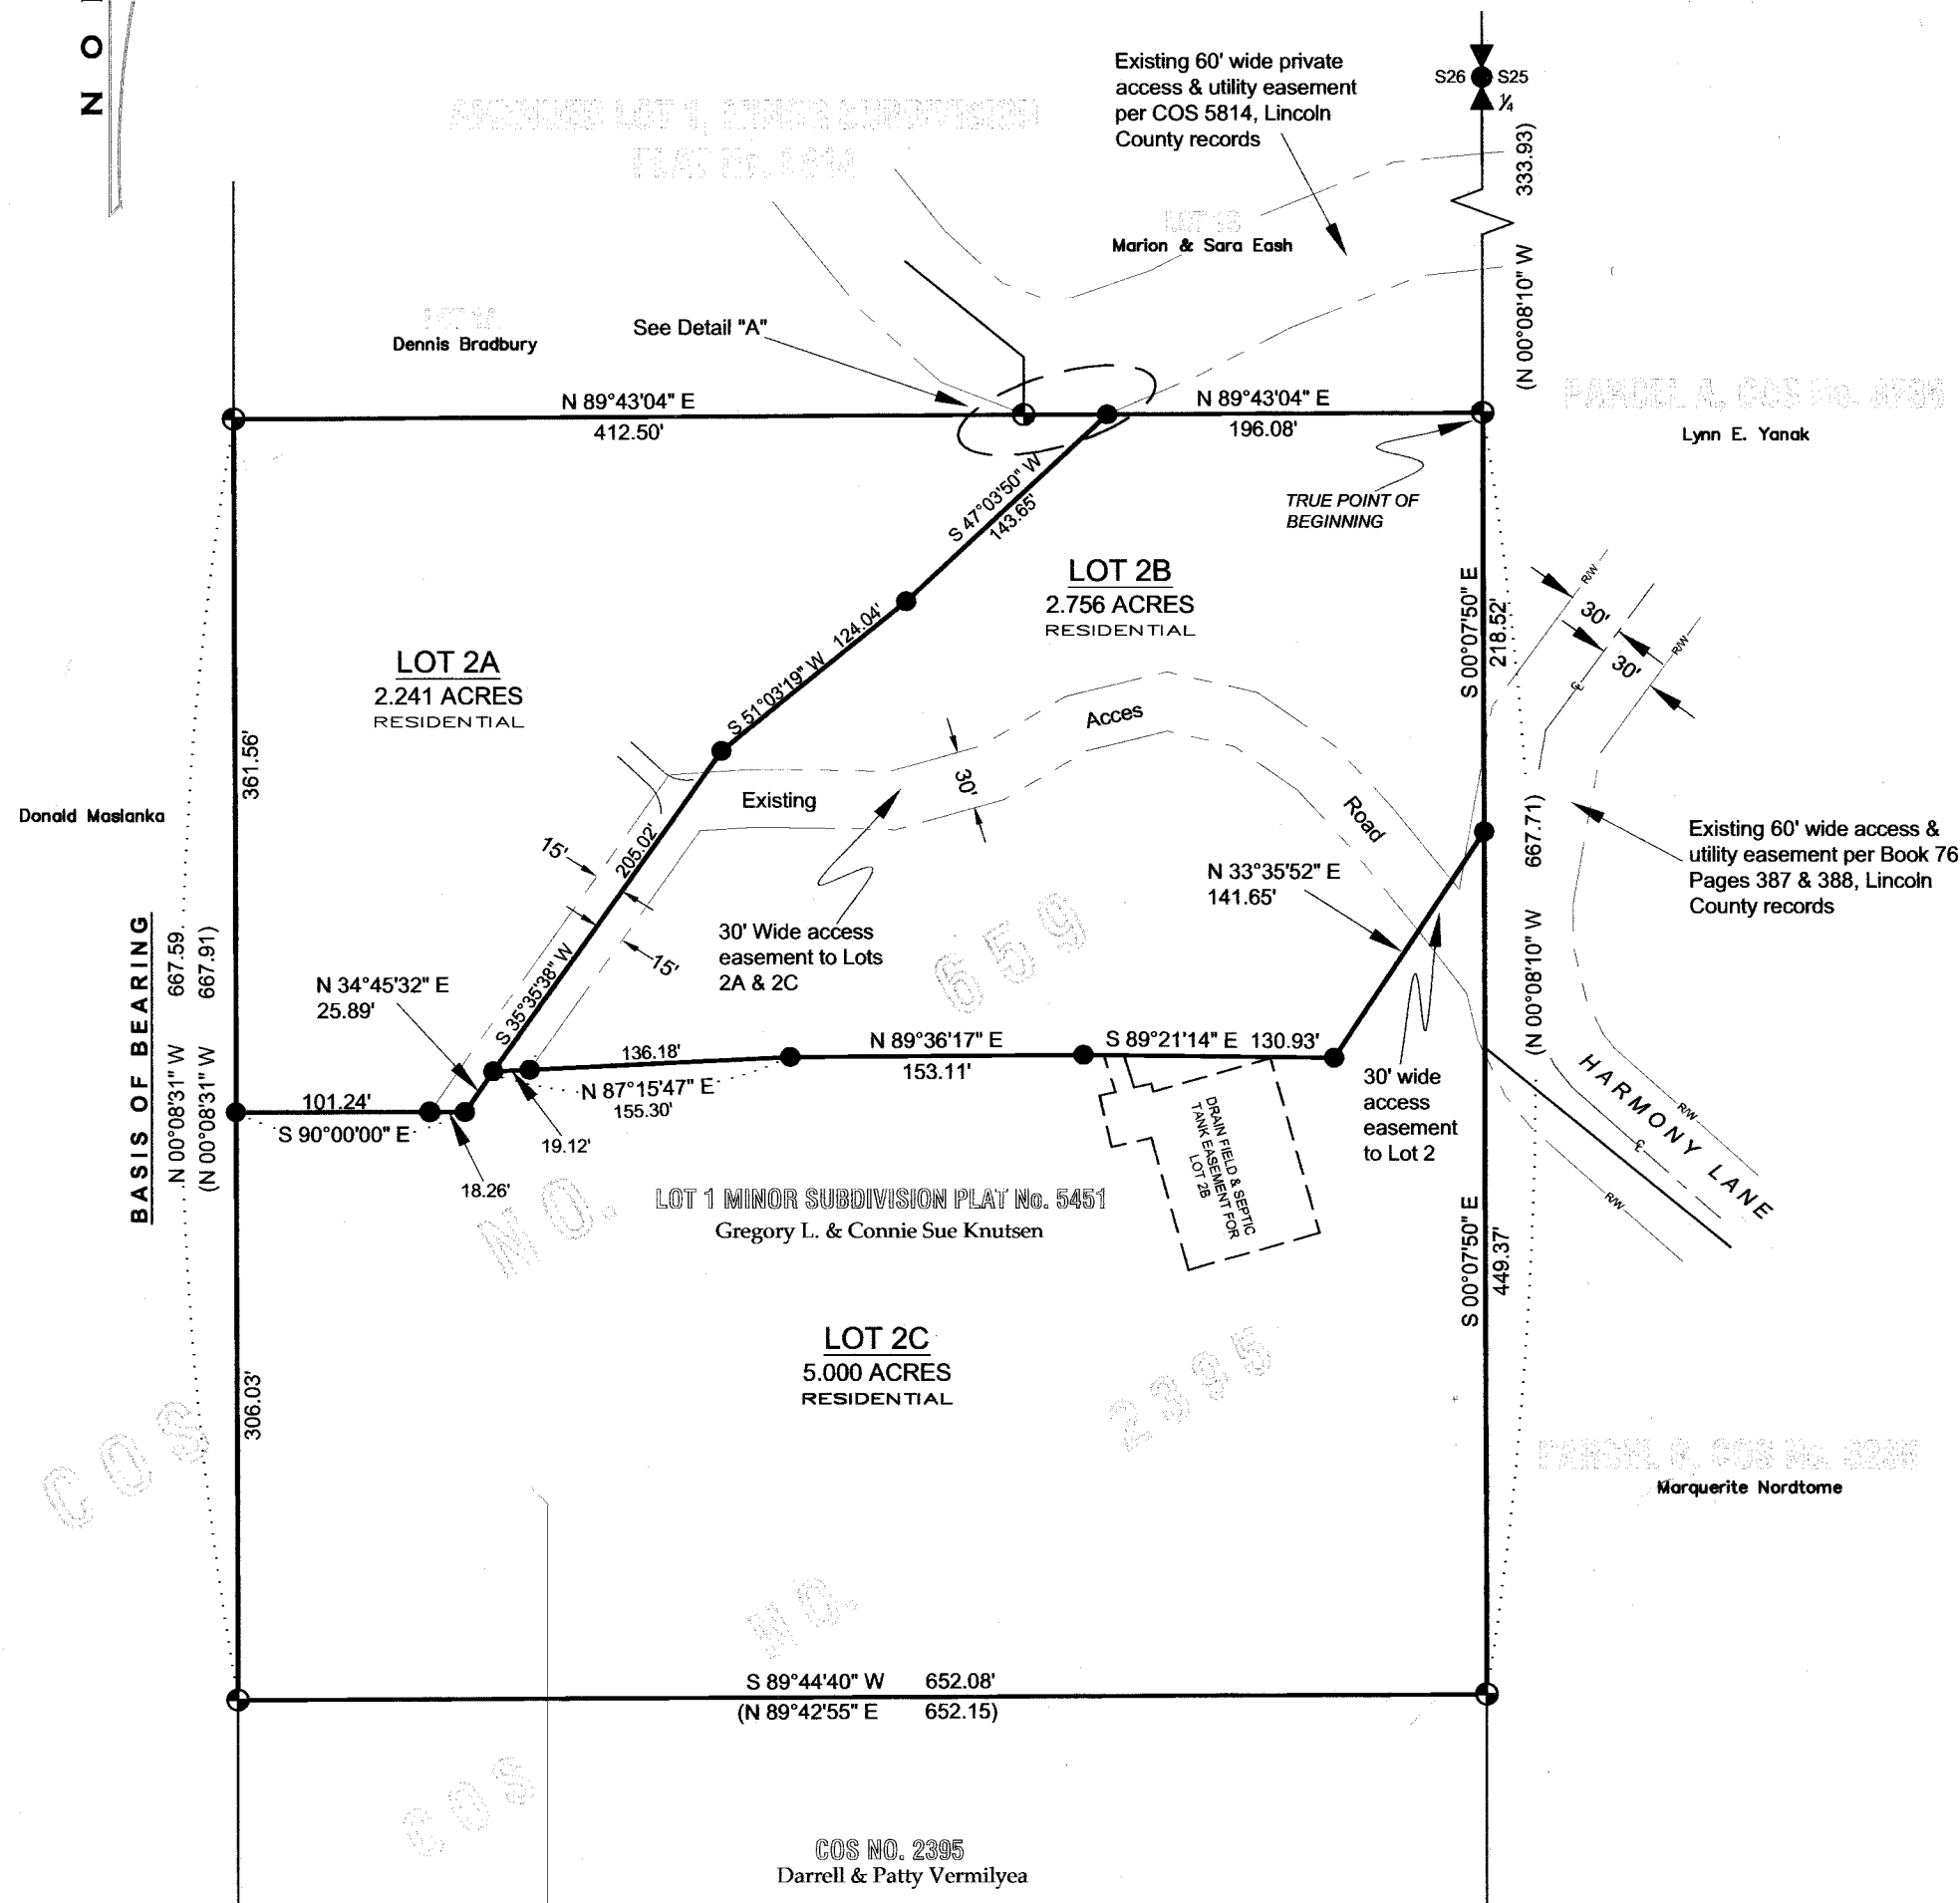 N O
Existing 60' wide private
access & utility easement
per COS 5814, Lincoln
County records
S26 S25
1/4
333.93)
(N 00°08'10" W
AMENDED LOT 1, MINOR SUBDIVISION
Marion & Sara Eash
Dennis Bradbury
See Detail "A"
N 89°43'04" E
412.50'
N 89°43'04" E
196.08'
Lynn E. Yanak
TRUE POINT OF
BEGINNING
S 47°03'50" W
143.65'
LOT 2B
2.756 ACRES
RESIDENTIAL
S 00°07'50" E
218.52'
R/W
30'
30'
R/W
LOT 2A
2.241 ACRES
RESIDENTIAL
S 51°03'19" W 124.04'
361.56'
Acces
Existing
30'
Road
Donald Maslanka
15'
205.02'
S 35°35'38" W
15'
30' Wide access
easement to Lots
2A & 2C
659
N 33°35'52" E
141.65'
667.71)
(N 00°08'10" W
Existing 60' wide access &
utility easement per Book 76
Pages 387 & 388, Lincoln
County records
BASIS OF BEARING
N 00°08'31" W 667.59
(N 00°08'31" W 667.91)
N 34°45'32" E
25.89'
136.18'
N 87°15'47" E
155.30'
N 89°36'17" E
153.11'
S 89°21'14" E 130.93'
101.24'
S 90°00'00" E
19.12'
18.26'
30' wide
access
easement
to Lot 2
HARMONY LANE
R/W
R/W
DRAIN FIELD & SEPTIC
TANK EASEMENT FOR
LOT 2B
NO.
LOT 1 MINOR SUBDIVISION PLAT No. 5451
Gregory L. & Connie Sue Knutsen
S 00°07'50" E
449.37'
LOT 2C
5.000 ACRES
RESIDENTIAL
306.03'
COS
2395
Marquerite Nordtome
NO.
S 89°44'40" W 652.08'
(N 89°42'55" E 652.15)
COS
COS NO. 2395
Darrell & Patty Vermilyea